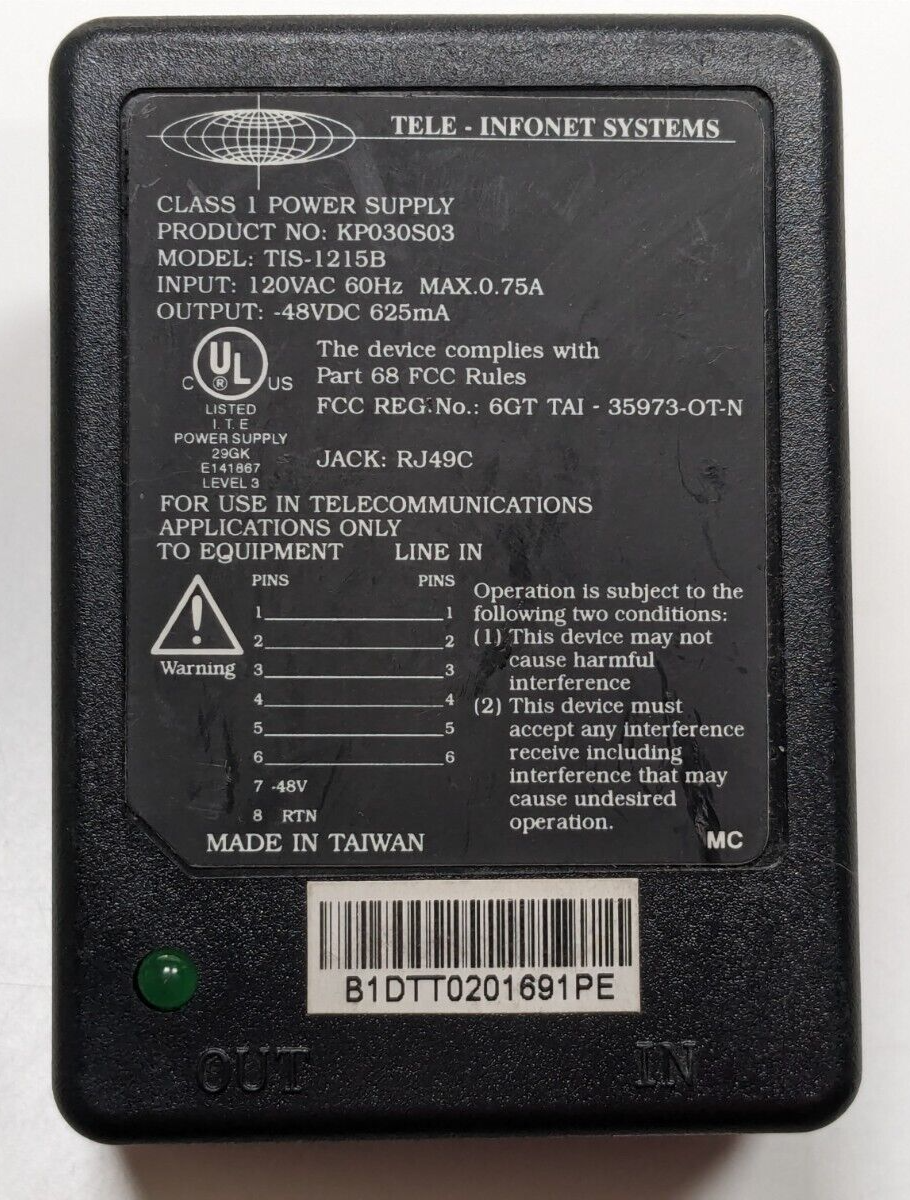 TELE - INFONET SYSTEMS
CLASS 1 POWER SUPPLY
PRODUCT NO: KP030S03
MODEL: TIS-1215B
INPUT: 120VAC 60Hz MAX.0.75A
OUTPUT: -48VDC 625mA
C UL ® US
LISTED
I.T.E
POWER SUPPLY
29GK
E141867
LEVEL 3
The device complies with
Part 68 FCC Rules
FCC REG.No.: 6GT TAI - 35973-OT-N
JACK: RJ49C
FOR USE IN TELECOMMUNICATIONS
APPLICATIONS ONLY
TO EQUIPMENT LINE IN
PINS PINS
1 1
2 2
3 3
4 4
5 5
6 6
7 -48V
8 RTN
! Warning
Operation is subject to the
following two conditions:
(1) This device may not
cause harmful
interference
(2) This device must
accept any interference
receive including
interference that may
cause undesired
operation.
MADE IN TAIWAN
MC
B1DTT0201691PE
OUT IN